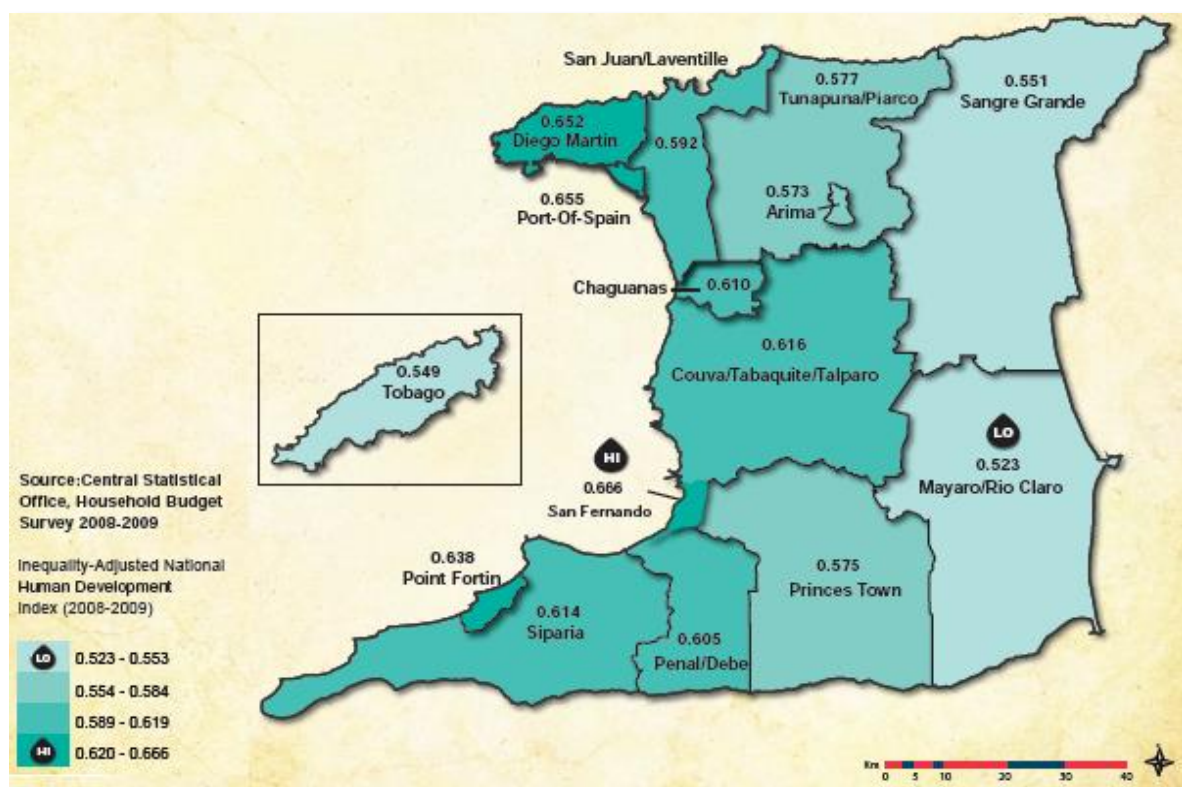 San Juan/Laventille
0.577
Tunapuna/Piarco
0.551
Sangre Grande
0.652
Diego Martin
0.592
0.655
Port-Of-Spain
0.573
Arima
Chaguanas
0.610
0.616
Couva/Tabaquite/Talparo
0.549
Tobago
HI
0.666
San Fernando
LO
0.523
Mayaro/Rio Claro
Source:Central Statistical
Office, Household Budget
Survey 2008-2009
0.638
Point Fortin
0.614
Siparia
0.605
Penal/Debe
0.575
Princes Town
Inequality-Adjusted National
Human Development
Index (2008-2009)
LO 0.523 - 0.553
0.554 - 0.584
0.589 - 0.619
HI 0.620 - 0.666
Km
0 5 10 20 30 40